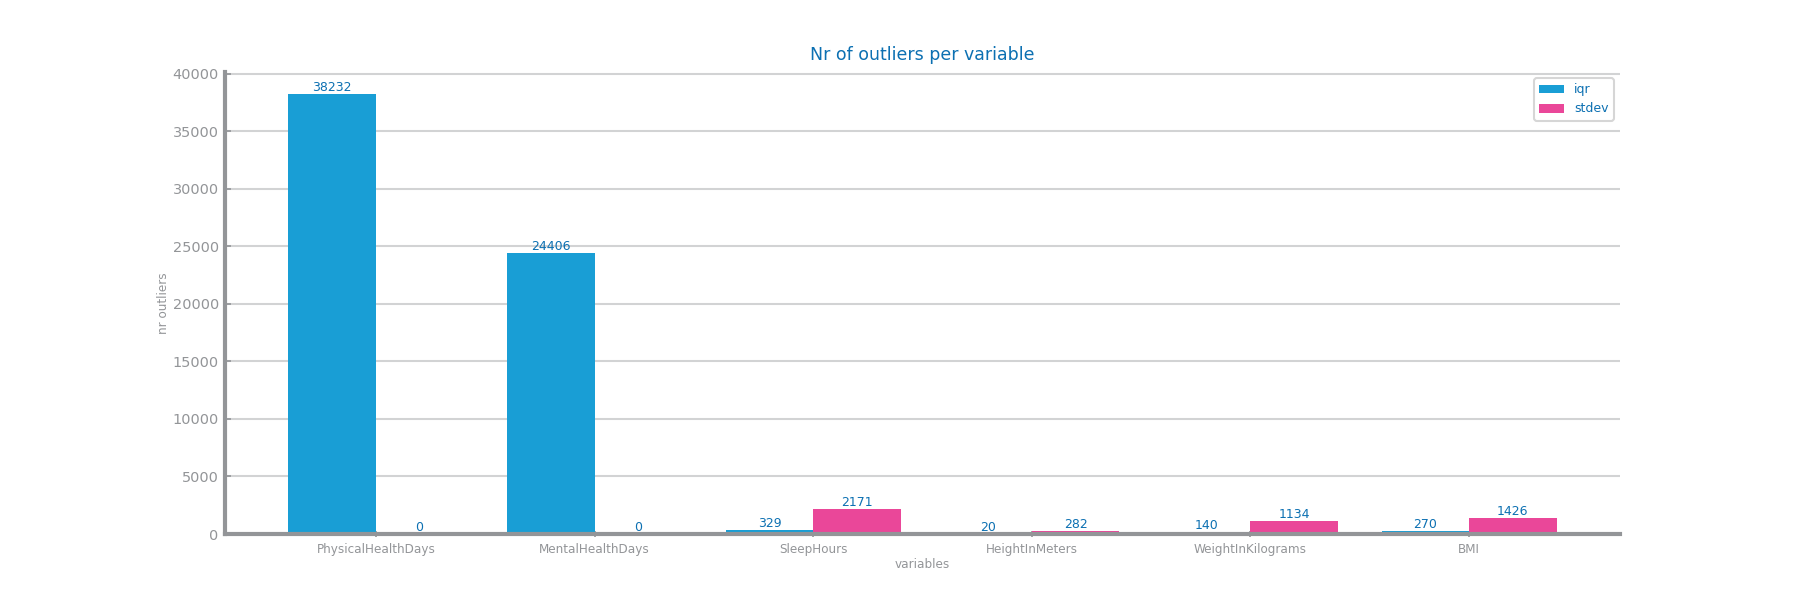 Nr of outliers per variable
iqr
stdev
nr outliers
40000
35000
30000
25000
20000
15000
10000
5000
0
38232
0
24406
0
329
2171
20
282
140
1134
270
1426
PhysicalHealthDays
MentalHealthDays
SleepHours
HeightInMeters
WeightInKilograms
BMI
variables